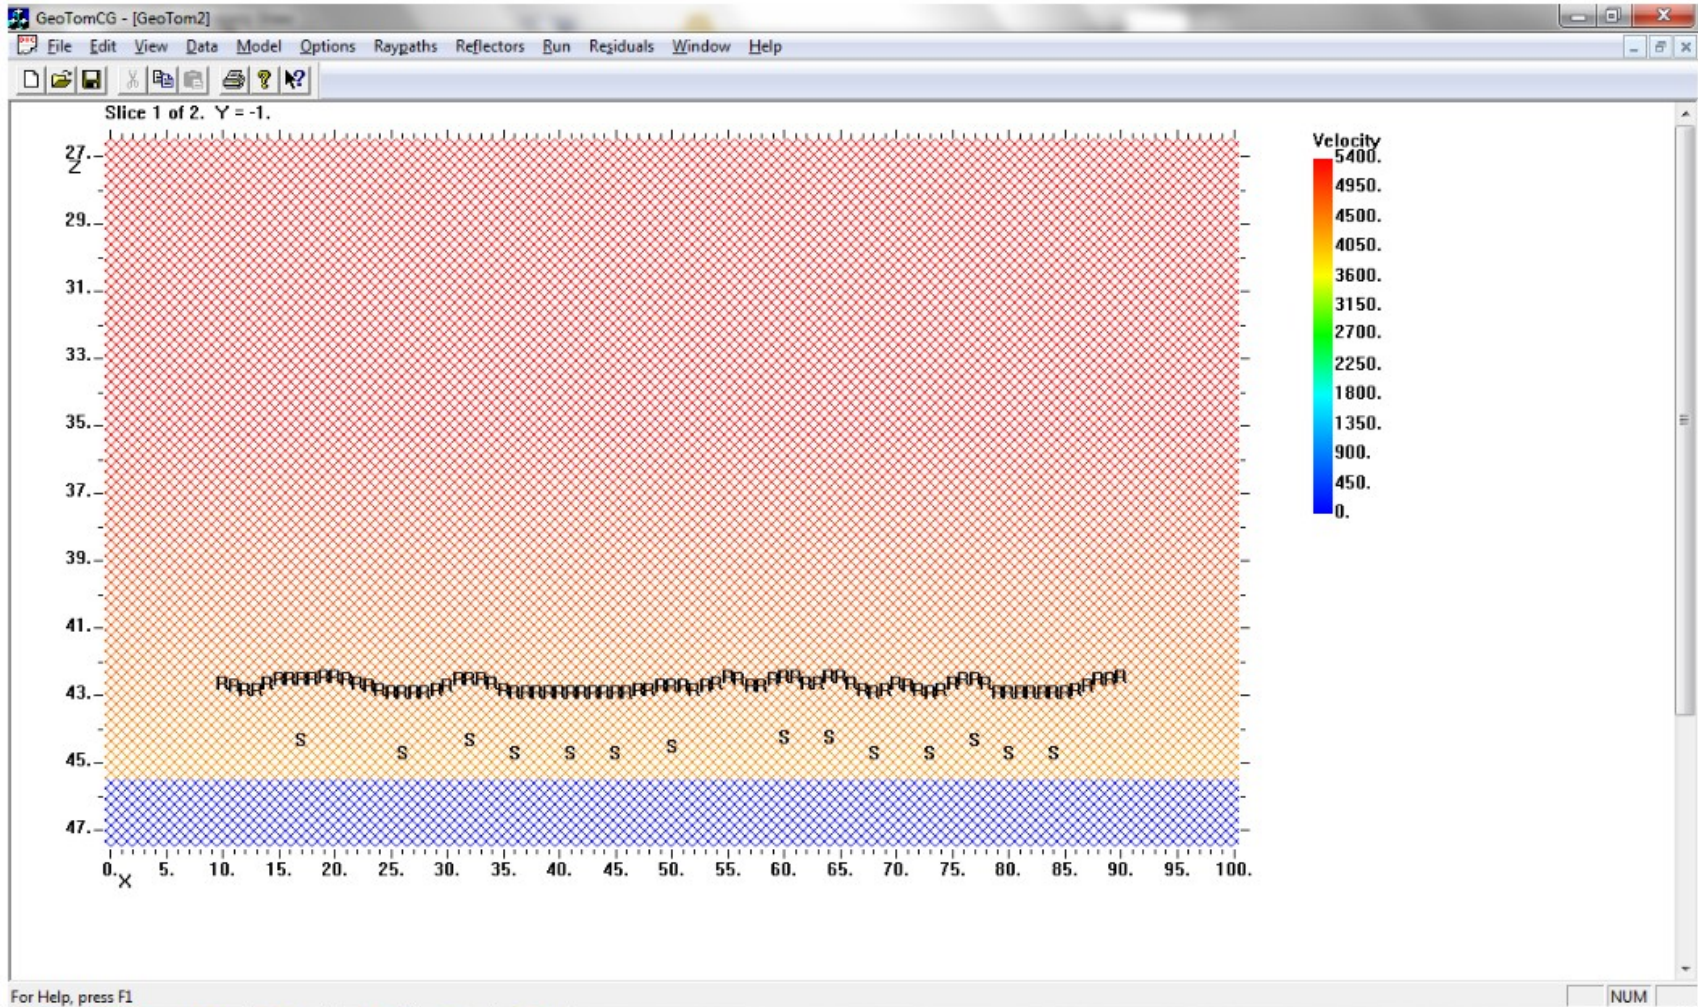 GeoTomCG - [GeoTom2]
File Edit View Data Model Options Raypaths Reflectors Run Residuals Window Help
Slice 1 of 2. Y = -1.
Velocity
27.
Z
29.
31.
33.
35.
37.
39.
41.
43.
45.
47.
5400.
4950.
4500.
4050.
3600.
3150.
2700.
2250.
1800.
1350.
900.
450.
0.
S S S S S S S S S S S S S S
0. 5. 10. 15. 20. 25. 30. 35. 40. 45. 50. 55. 60. 65. 70. 75. 80. 85. 90. 95. 100.
X
For Help, press F1
NUM